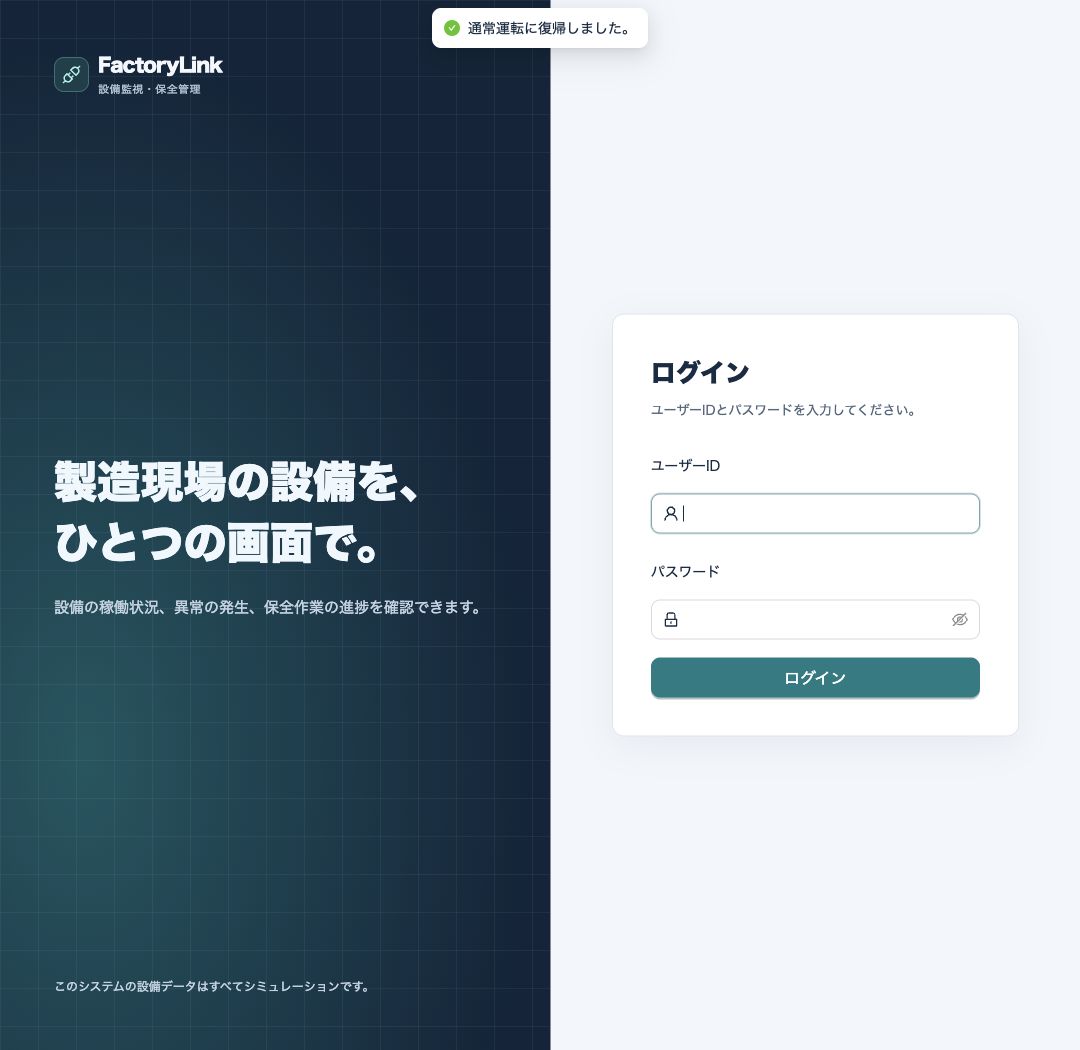 通常運転に復帰しました。
FactoryLink
設備監視・保全管理
製造現場の設備を、
ひとつの画面で。
設備の稼働状況、異常の発生、保全作業の進捗を確認できます。
このシステムの設備データはすべてシミュレーションです。
ログイン
ユーザーIDとパスワードを入力してください。
ユーザーID
パスワード
ログイン